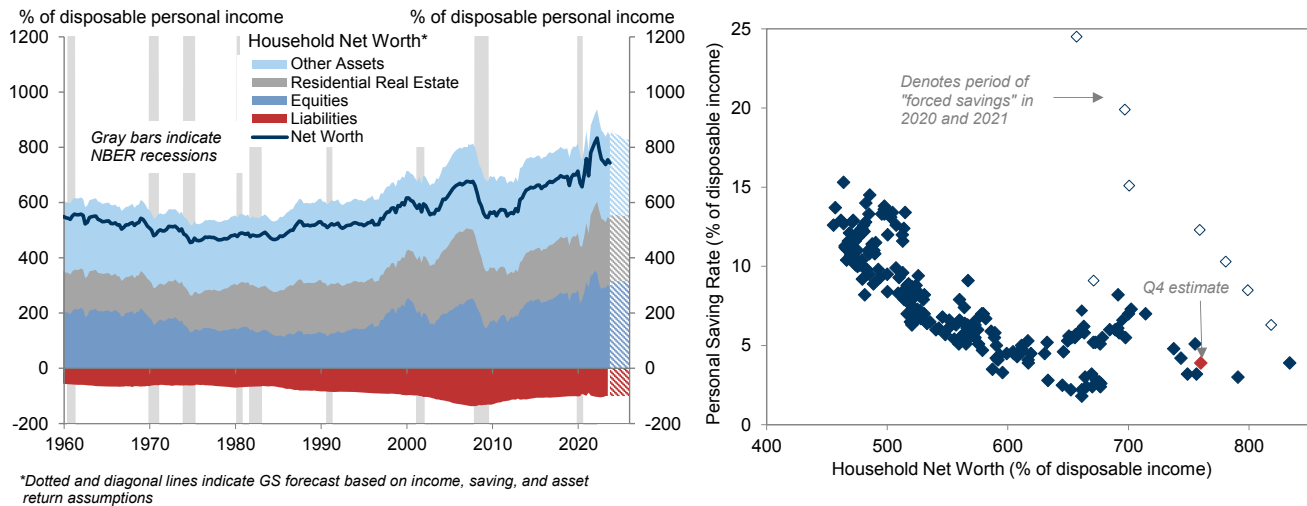 % of disposable personal income
% of disposable personal income
1200
1000
800
600
400
200
0
-200
1200
1000
800
600
400
200
0
-200
Household Net Worth*
Other Assets
Residential Real Estate
Equities
Liabilities
Net Worth
Gray bars indicate
NBER recessions
1960
1970
1980
1990
2000
2010
2020
*Dotted and diagonal lines indicate GS forecast based on income, saving, and asset
return assumptions
Personal Saving Rate (% of disposable income)
25
20
15
10
5
0
Denotes period of
"forced savings" in
2020 and 2021
Q4 estimate
400
500
600
700
800
Household Net Worth (% of disposable income)